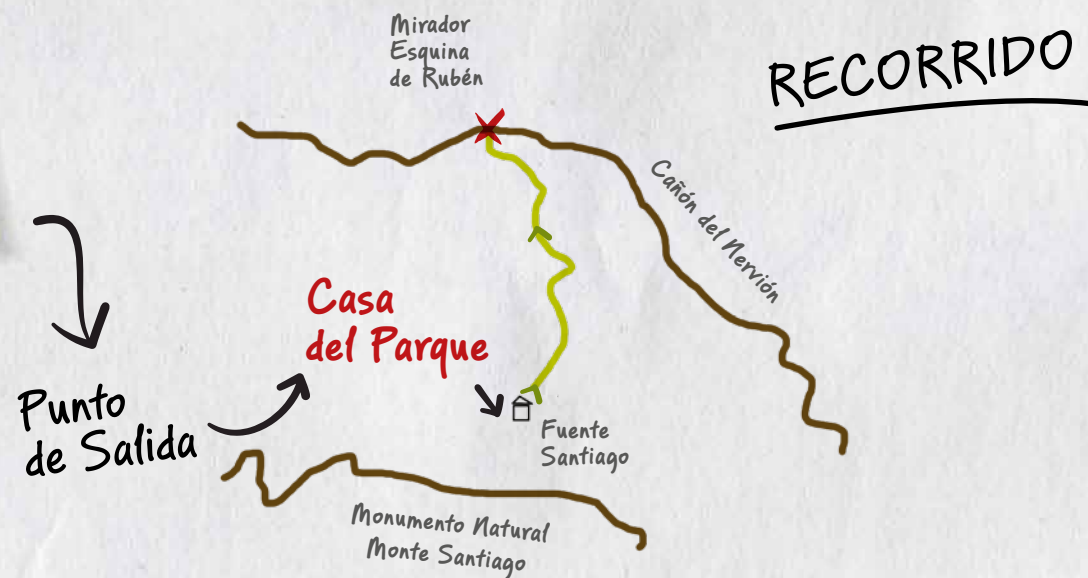 Mirador
Esquina
de Rubén
RECORRIDO
Cañón del Nervión
Casa
del Parque
Punto
de Salida
Fuente
Santiago
Monumento Natural
Monte Santiago